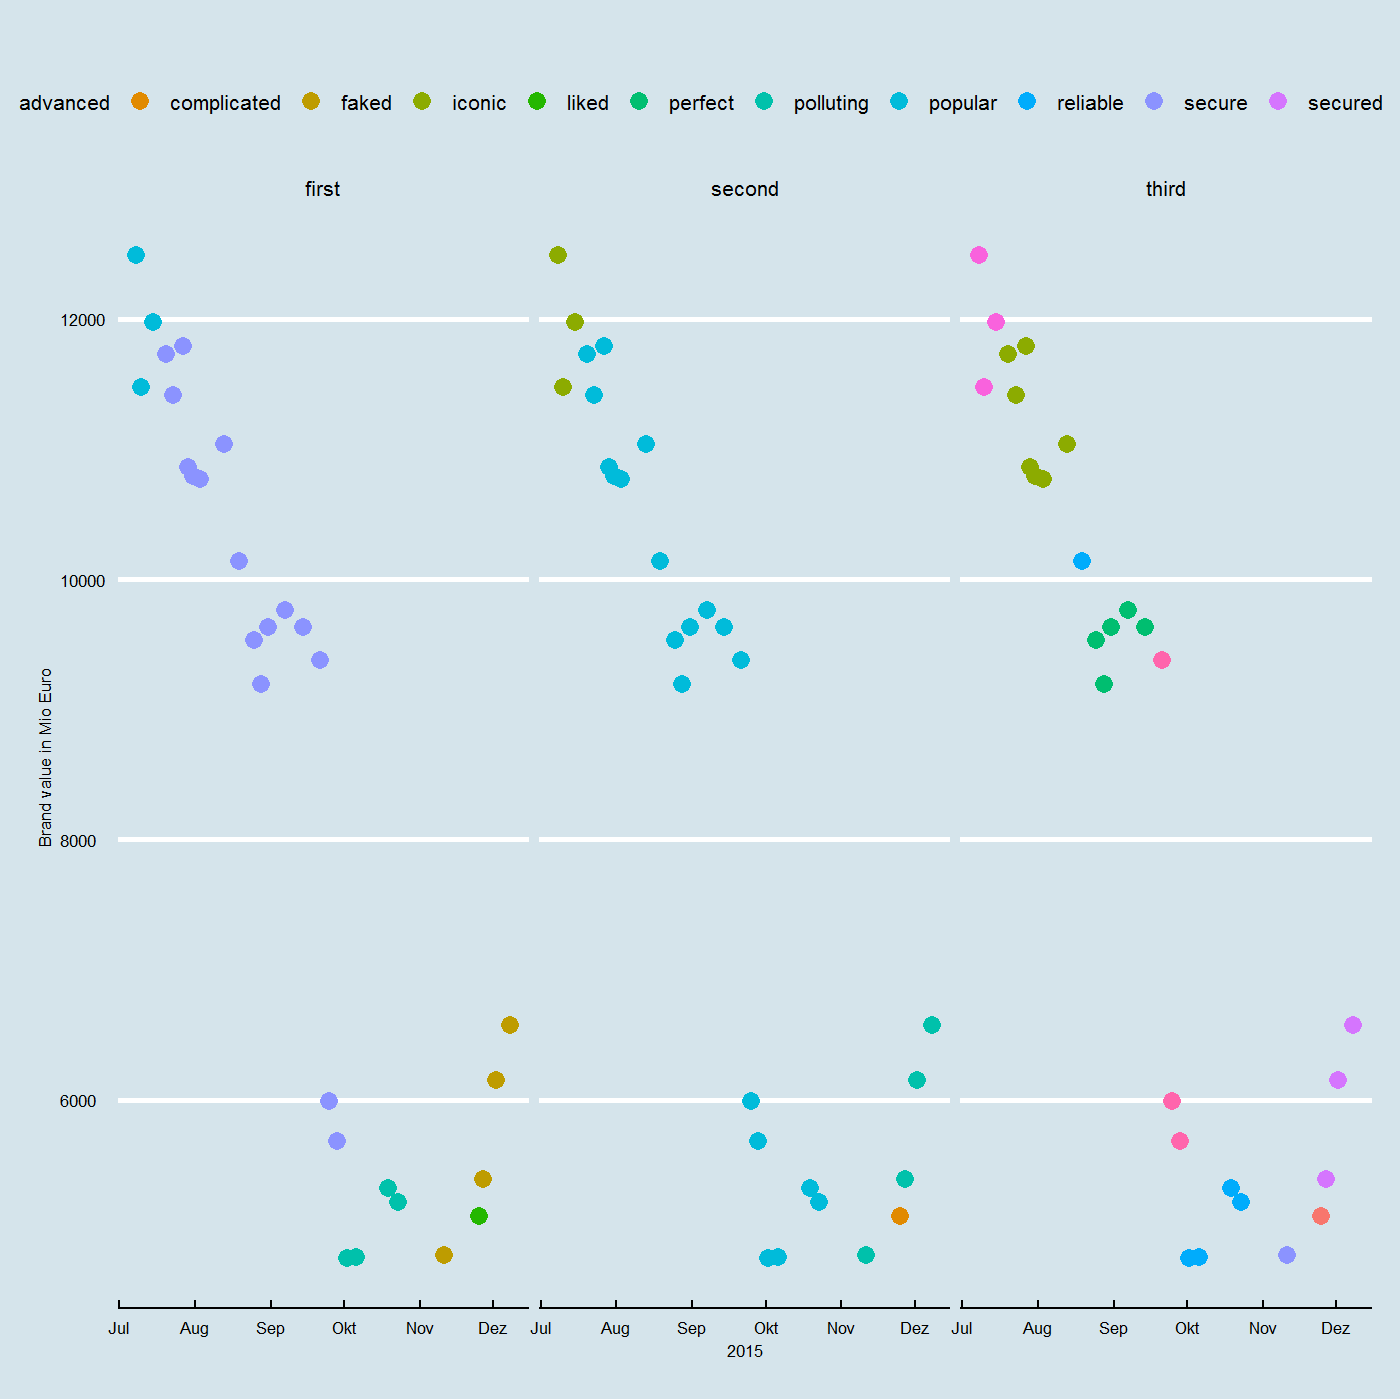 advanced complicated faked iconic liked perfect polluting popular reliable secure secured
first second third
12000
10000
8000
6000
Brand value in Mio Euro
Jul Aug Sep Okt Nov Dez Jul Aug Sep Okt Nov Dez Jul Aug Sep Okt Nov Dez
2015